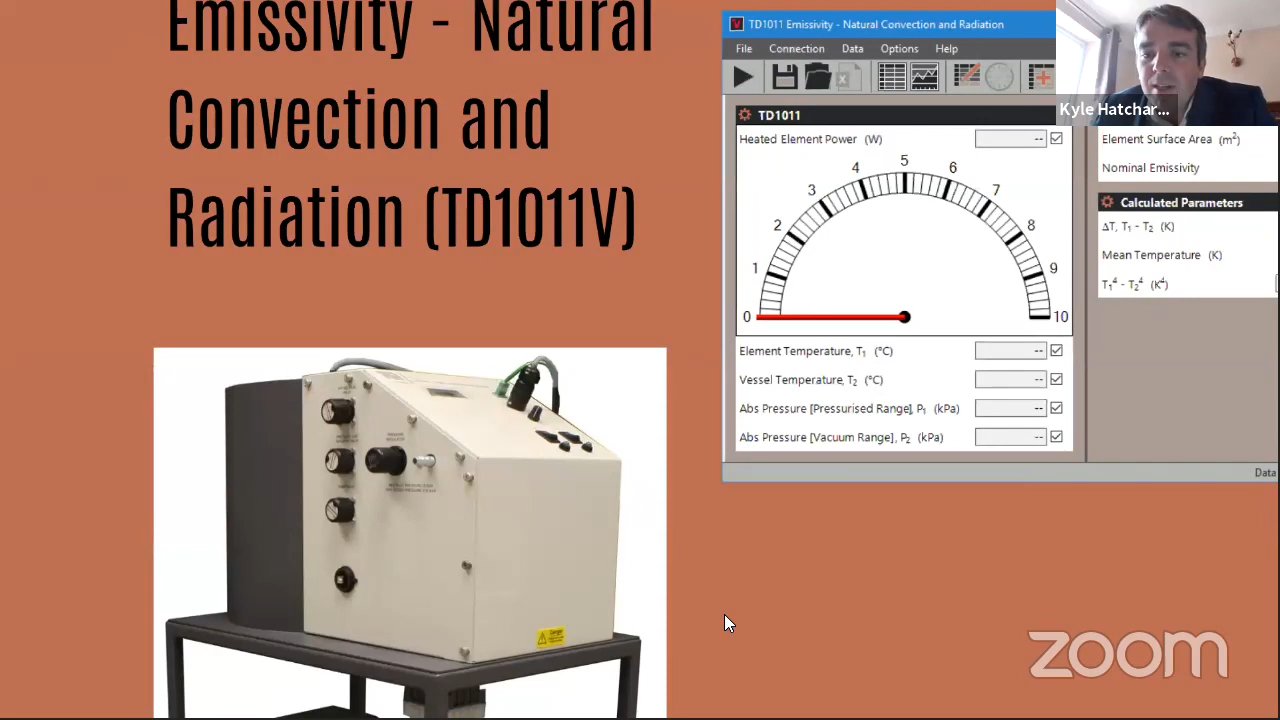 Emissivity - Natural
Convection and
Radiation (TD1011V)
TD1011 Emissivity - Natural Convection and Radiation
File Connection Data Options Help
TD1011
Heated Element Power (W) --
0 1 2 3 4 5 6 7 8 9 10
Element Temperature, T₁ (°C) --
Vessel Temperature, T₂ (°C) --
Abs Pressure [Pressurised Range], P₁ (kPa) --
Abs Pressure [Vacuum Range], P₂ (kPa) --
Kyle Hatchar...
Element Surface Area (m²)
Nominal Emissivity
Calculated Parameters
ΔT, T₁ - T₂ (K)
Mean Temperature (K)
T₁⁴ - T₂⁴ (K⁴)
Data
Danger
zoom